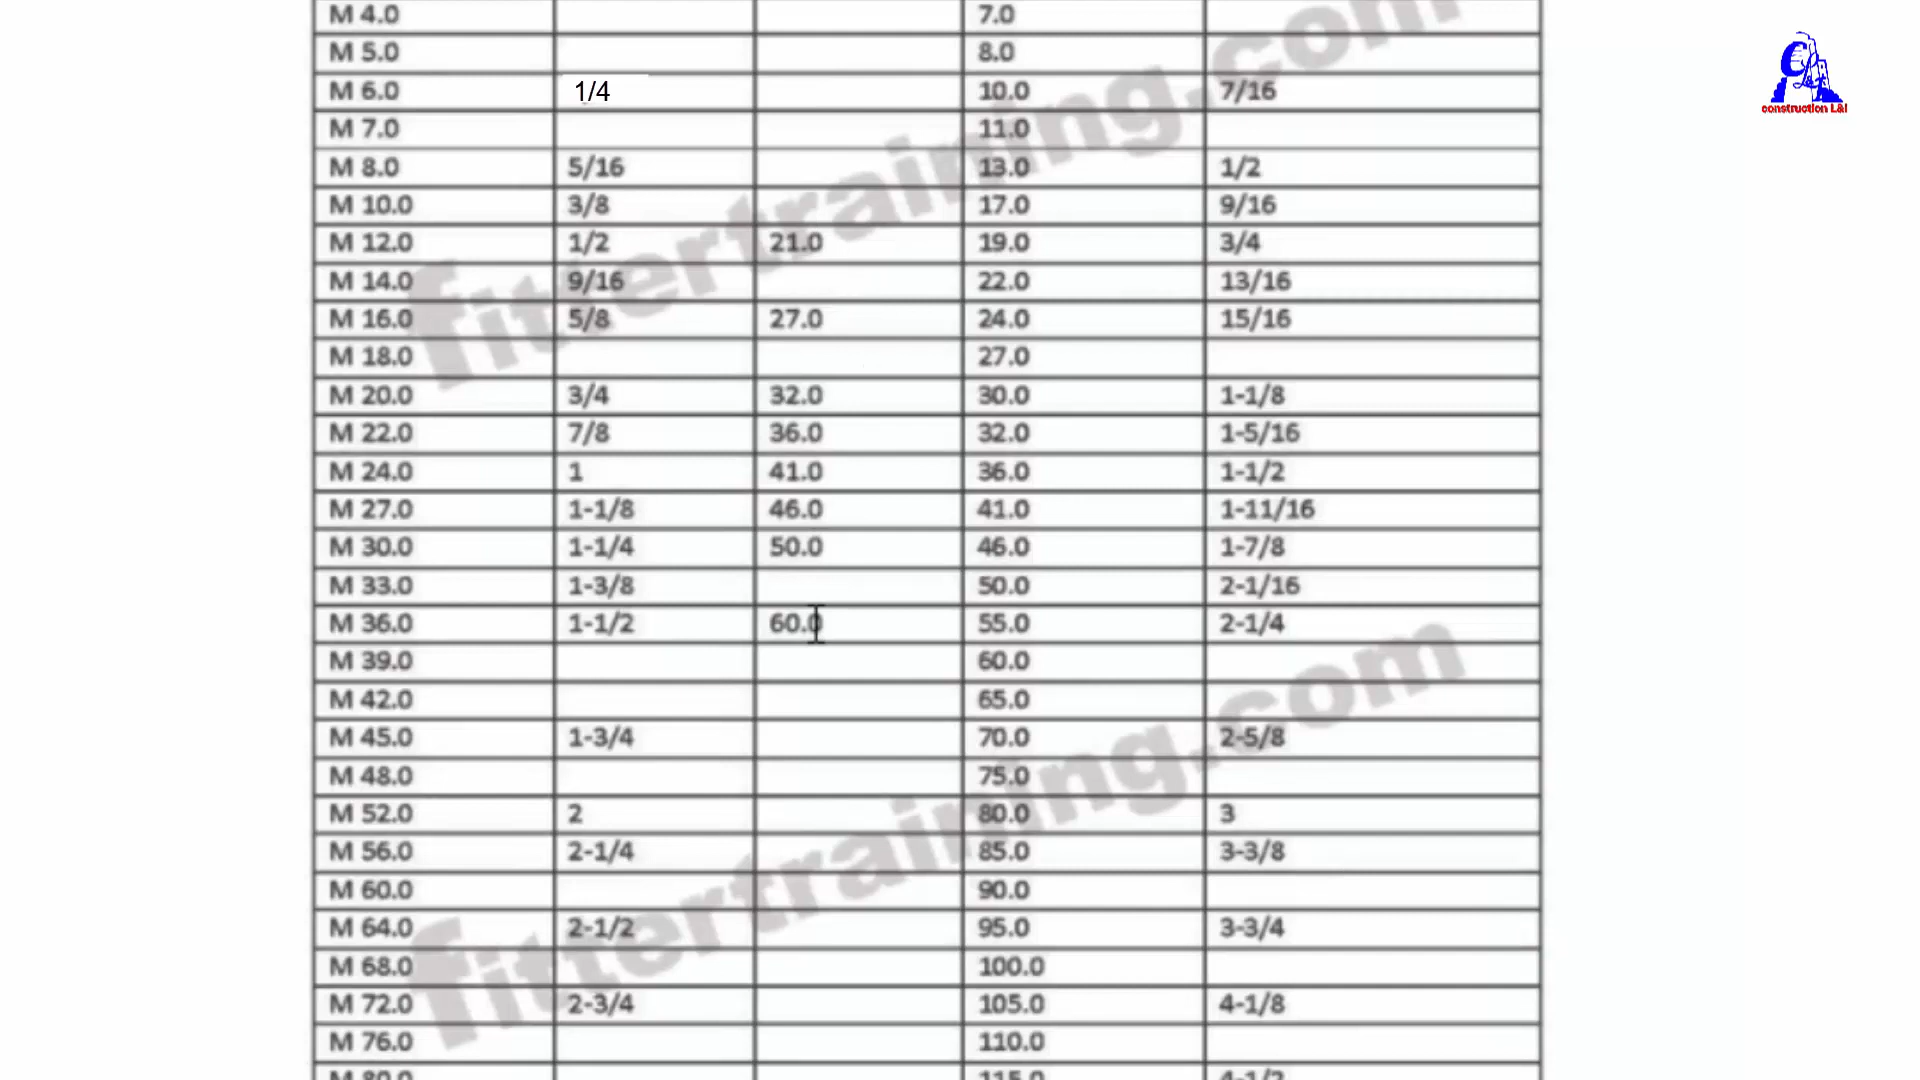 M 4.0 7.0
M 5.0 8.0
M 6.0 1/4 10.0 7/16
M 7.0 11.0
M 8.0 5/16 13.0 1/2
M 10.0 3/8 17.0 9/16
M 12.0 1/2 21.0 19.0 3/4
M 14.0 9/16 22.0 13/16
M 16.0 5/8 27.0 24.0 15/16
M 18.0 27.0
M 20.0 3/4 32.0 30.0 1-1/8
M 22.0 7/8 36.0 32.0 1-5/16
M 24.0 1 41.0 36.0 1-1/2
M 27.0 1-1/8 46.0 41.0 1-11/16
M 30.0 1-1/4 50.0 46.0 1-7/8
M 33.0 1-3/8 50.0 2-1/16
M 36.0 1-1/2 60.0 55.0 2-1/4
M 39.0 60.0
M 42.0 65.0
M 45.0 1-3/4 70.0 2-5/8
M 48.0 75.0
M 52.0 2 80.0 3
M 56.0 2-1/4 85.0 3-3/8
M 60.0 90.0
M 64.0 2-1/2 95.0 3-3/4
M 68.0 100.0
M 72.0 2-3/4 105.0 4-1/8
M 76.0 110.0
M 80.0 115.0 4-1/2
fittertraining.com
fittertraining.com
construction L&I